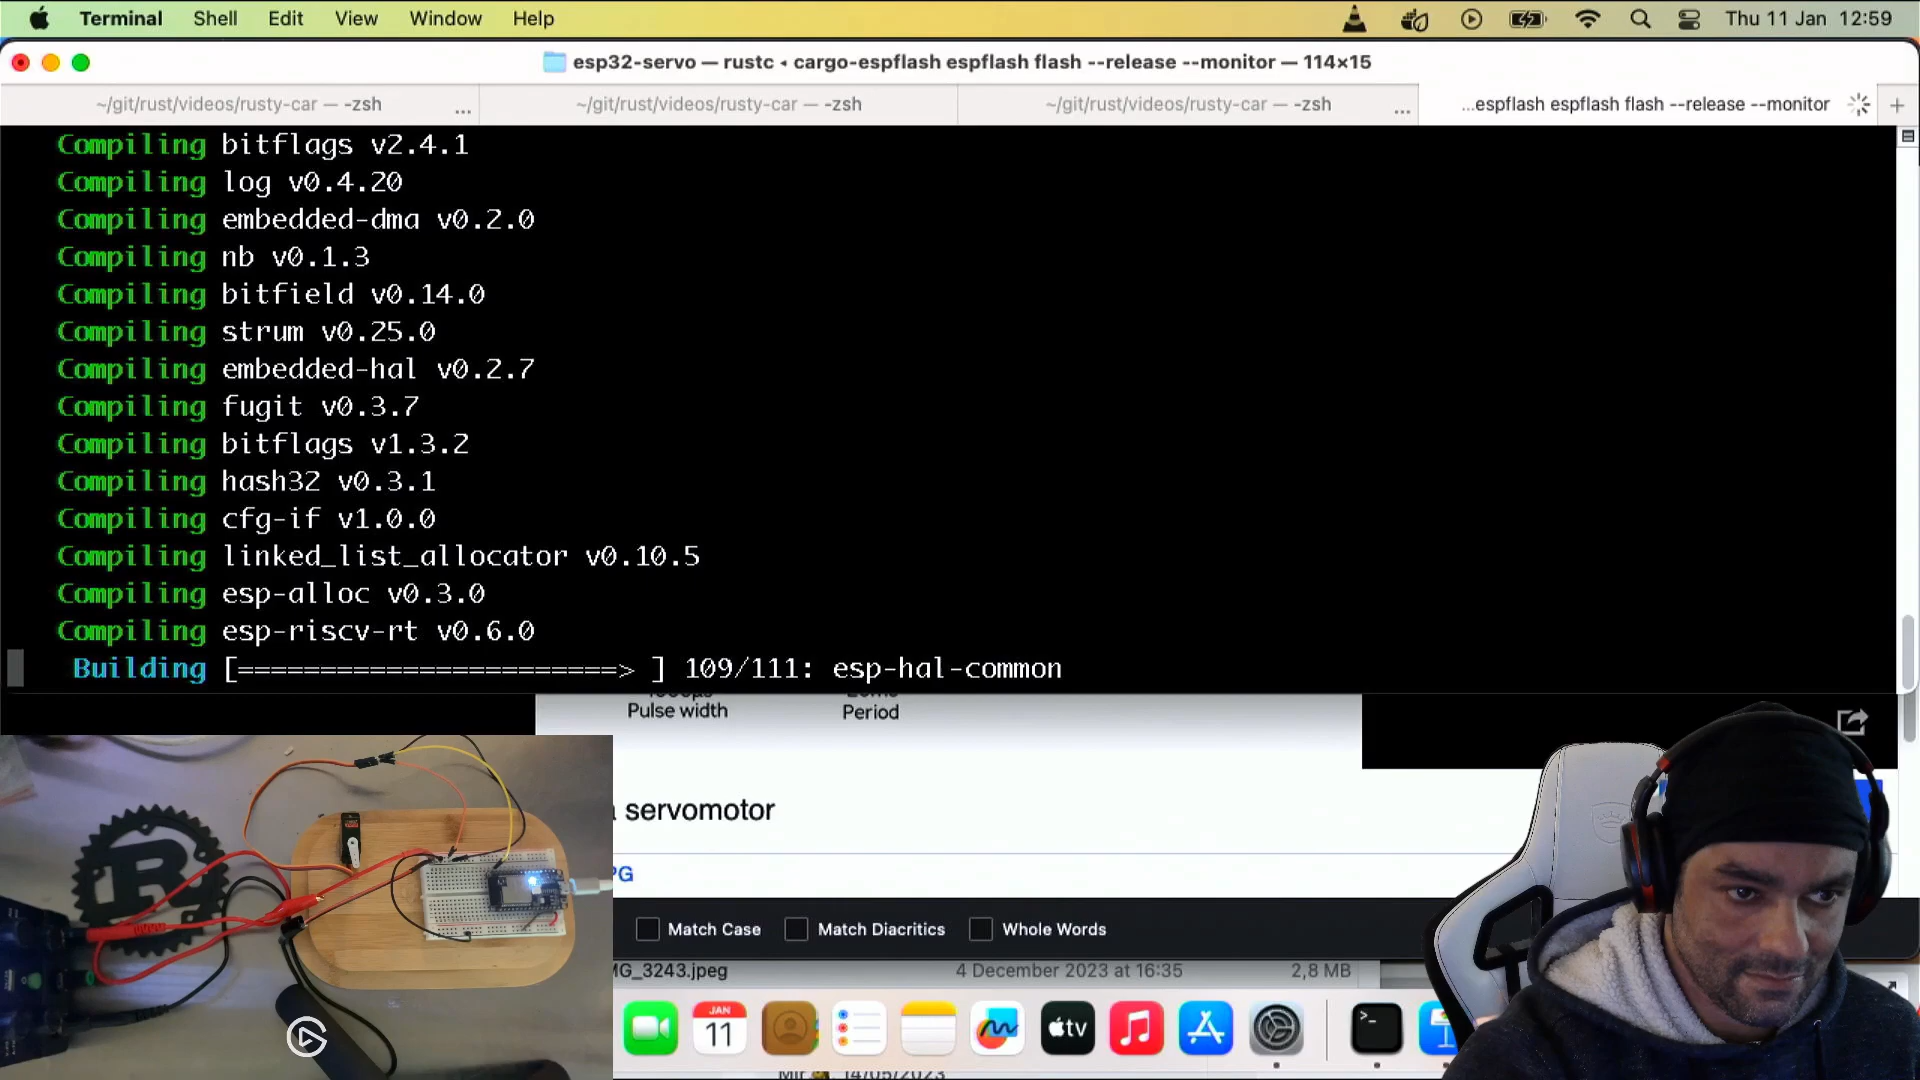 Terminal Shell Edit View Window Help Thu 11 Jan 12:59
esp32-servo — rustc ◂ cargo-espflash espflash flash --release --monitor — 114×15
~/git/rust/videos/rusty-car — -zsh ... ~/git/rust/videos/rusty-car — -zsh ~/git/rust/videos/rusty-car — -zsh ... ...espflash espflash flash --release --monitor +
Compiling bitflags v2.4.1
Compiling log v0.4.20
Compiling embedded-dma v0.2.0
Compiling nb v0.1.3
Compiling bitfield v0.14.0
Compiling strum v0.25.0
Compiling embedded-hal v0.2.7
Compiling fugit v0.3.7
Compiling bitflags v1.3.2
Compiling hash32 v0.3.1
Compiling cfg-if v1.0.0
Compiling linked_list_allocator v0.10.5
Compiling esp-alloc v0.3.0
Compiling esp-riscv-rt v0.6.0
Building [=======================> ] 109/111: esp-hal-common
Pulse width Period
servomotor
PG
Match Case Match Diacritics Whole Words
MG_3243.jpeg 4 December 2023 at 16:35 2,8 MB
JAN
11
tv
R
14/05/2023